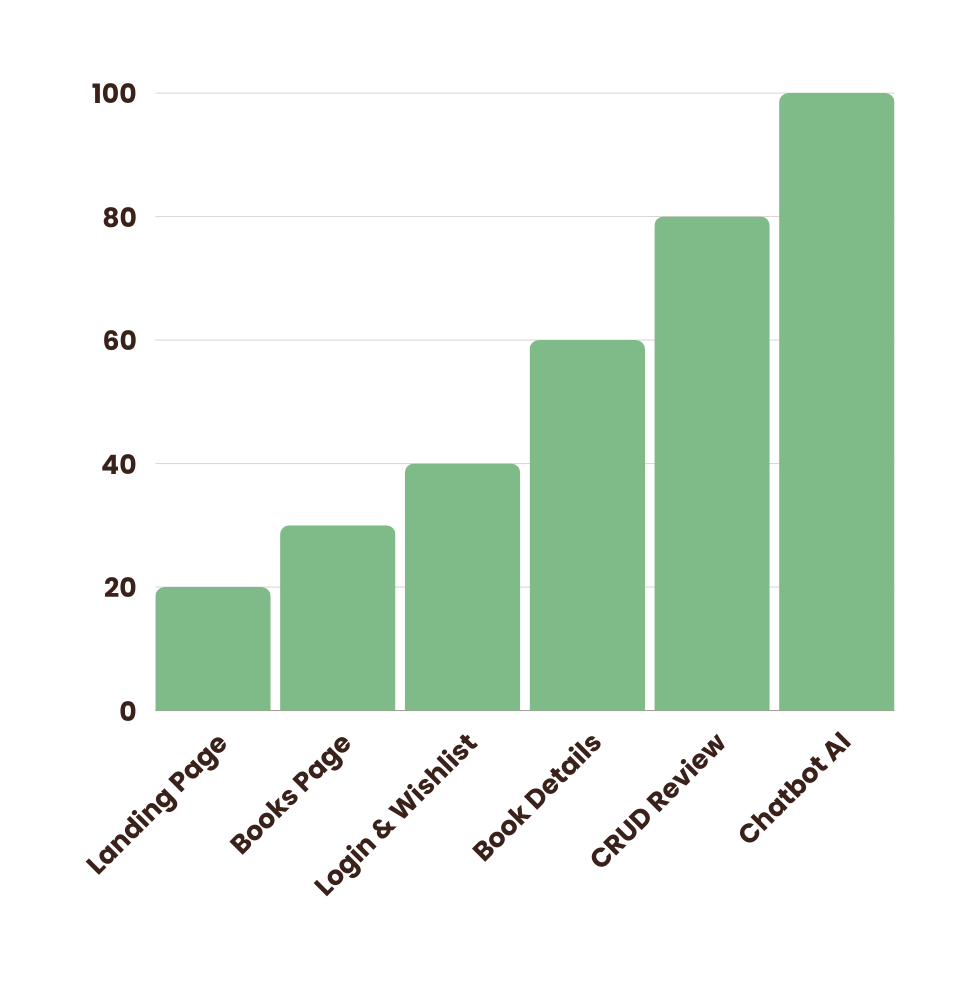 100
80
60
40
20
0
Landing Page
Books Page
Login & Wishlist
Book Details
CRUD Review
Chatbot AI